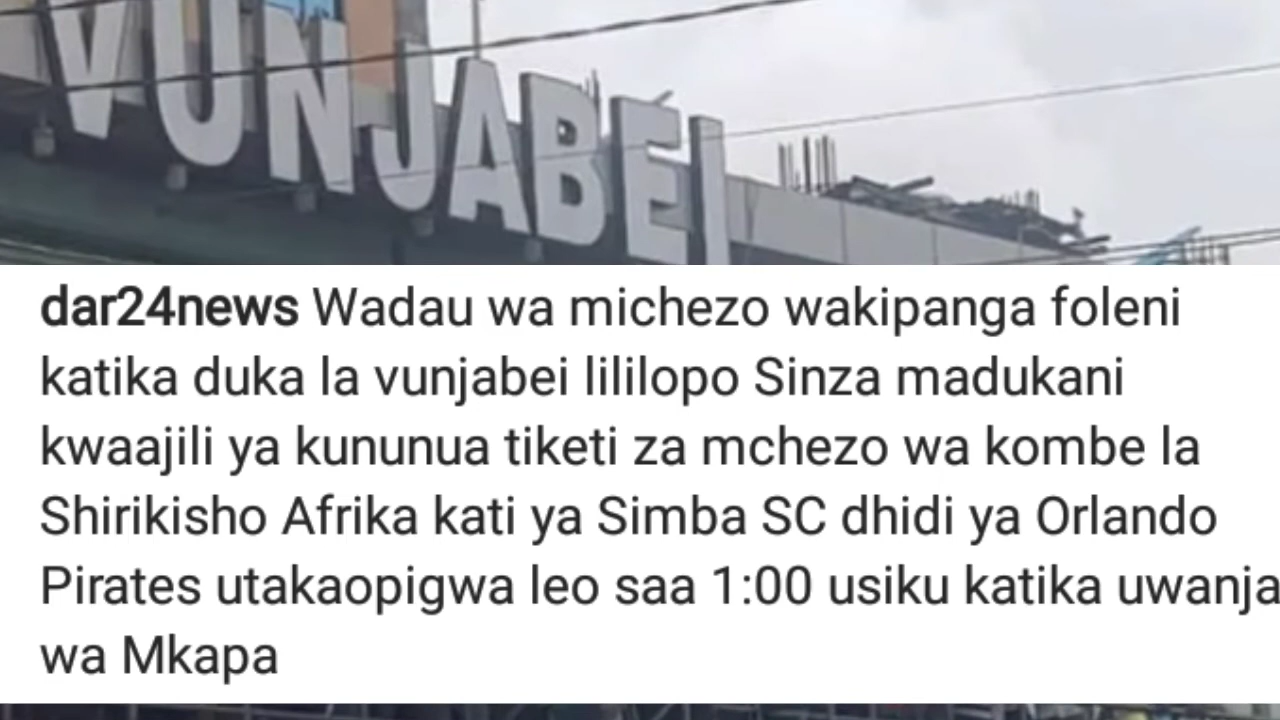 VUNJABEI
dar24news Wadau wa michezo wakipanga foleni
katika duka la vunjabei lililopo Sinza madukani
kwaajili ya kununua tiketi za mchezo wa kombe la
Shirikisho Afrika kati ya Simba SC dhidi ya Orlando
Pirates utakaopigwa leo saa 1:00 usiku katika uwanja
wa Mkapa